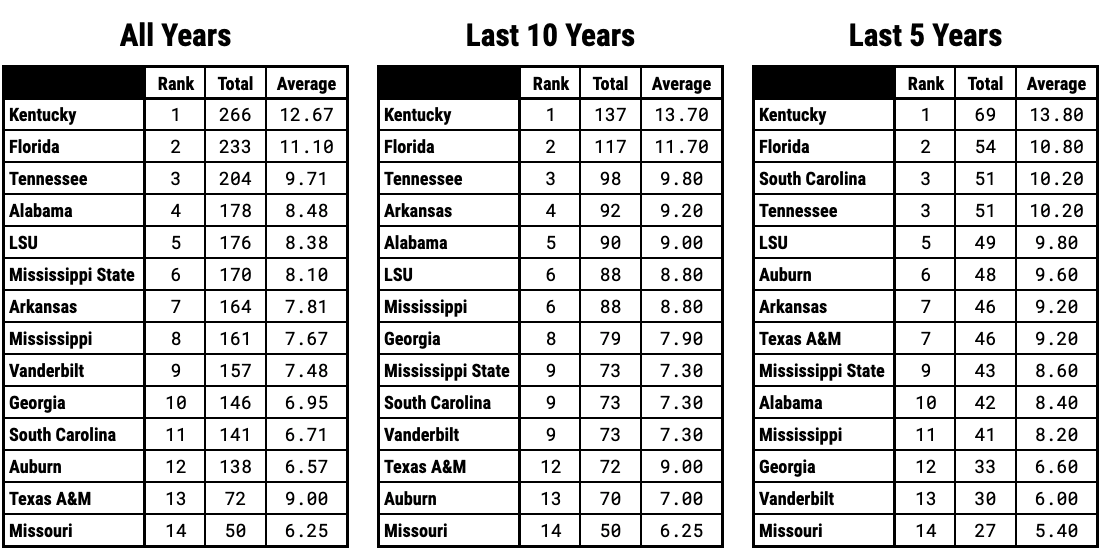 All Years
Rank Total Average
Kentucky 1 266 12.67
Florida 2 233 11.10
Tennessee 3 204 9.71
Alabama 4 178 8.48
LSU 5 176 8.38
Mississippi State 6 170 8.10
Arkansas 7 164 7.81
Mississippi 8 161 7.67
Vanderbilt 9 157 7.48
Georgia 10 146 6.95
South Carolina 11 141 6.71
Auburn 12 138 6.57
Texas A&M 13 72 9.00
Missouri 14 50 6.25
Last 10 Years
Rank Total Average
Kentucky 1 137 13.70
Florida 2 117 11.70
Tennessee 3 98 9.80
Arkansas 4 92 9.20
Alabama 5 90 9.00
LSU 6 88 8.80
Mississippi 6 88 8.80
Georgia 8 79 7.90
Mississippi State 9 73 7.30
South Carolina 9 73 7.30
Vanderbilt 9 73 7.30
Texas A&M 12 72 9.00
Auburn 13 70 7.00
Missouri 14 50 6.25
Last 5 Years
Rank Total Average
Kentucky 1 69 13.80
Florida 2 54 10.80
South Carolina 3 51 10.20
Tennessee 3 51 10.20
LSU 5 49 9.80
Auburn 6 48 9.60
Arkansas 7 46 9.20
Texas A&M 7 46 9.20
Mississippi State 9 43 8.60
Alabama 10 42 8.40
Mississippi 11 41 8.20
Georgia 12 33 6.60
Vanderbilt 13 30 6.00
Missouri 14 27 5.40